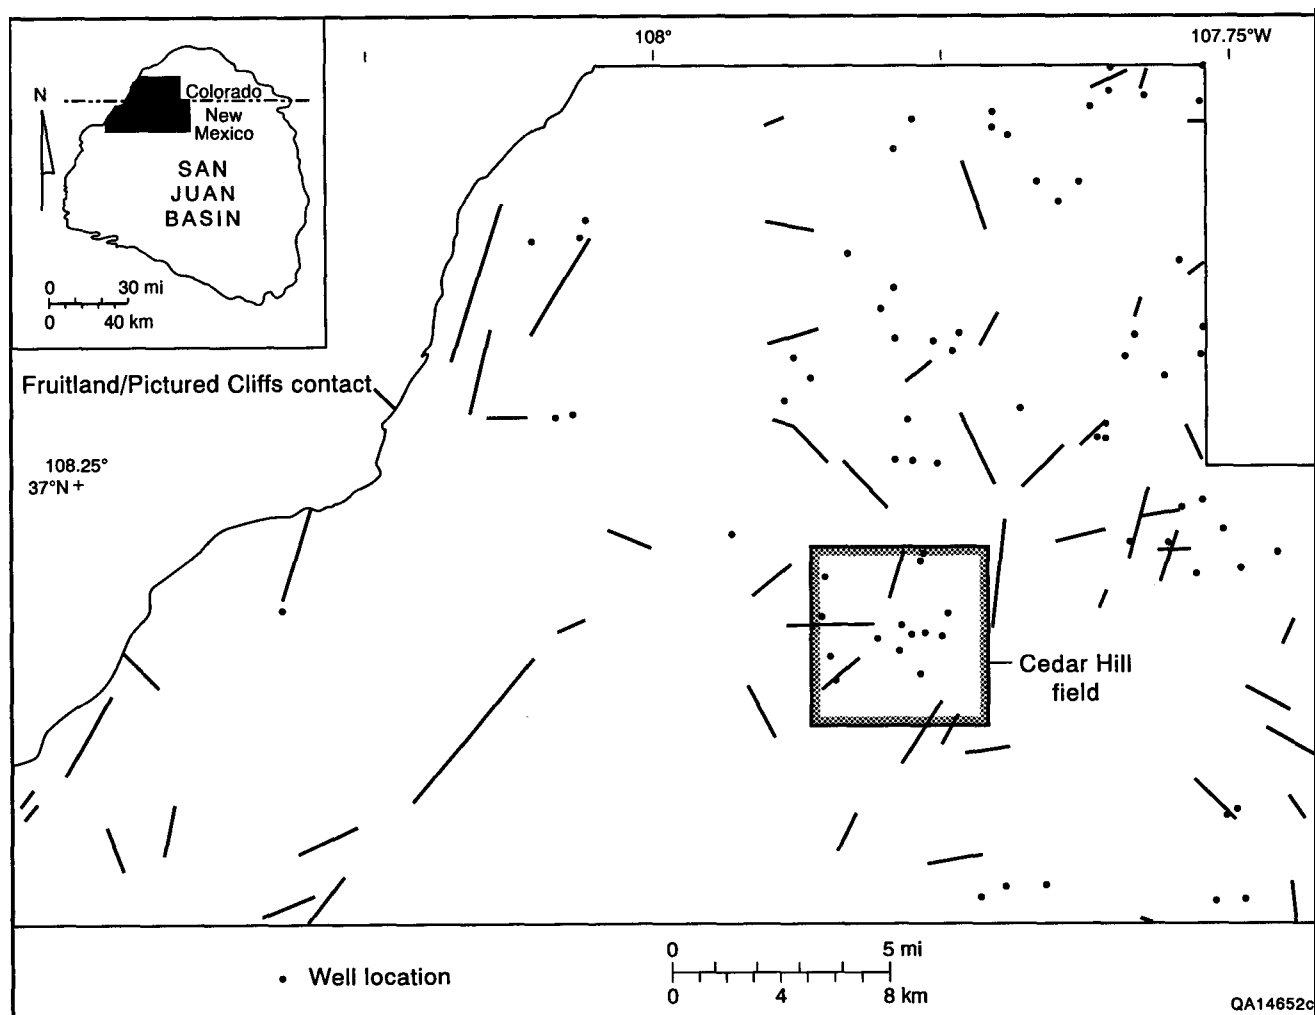 108°
107.75°W
N
Colorado
New
Mexico
SAN
JUAN
BASIN
0 30 mi
0 40 km
Fruitland/Pictured Cliffs contact
108.25°
37°N +
Cedar Hill
field
• Well location
0 5 mi
0 4 8 km
QA14652c